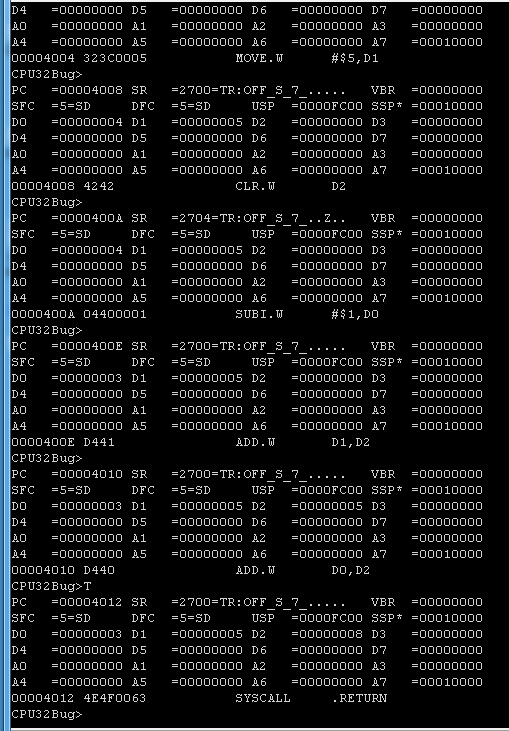 D4   =00000000 D5   =00000000 D6   =00000000 D7   =00000000
A0   =00000000 A1   =00000000 A2   =00000000 A3   =00000000
A4   =00000000 A5   =00000000 A6   =00000000 A7   =00010000
00004004 323C0005            MOVE.W      #$5,D1
CPU32Bug>
PC   =00004008 SR   =2700=TR:OFF_S_7_.....   VBR  =00000000
SFC  =5=SD     DFC  =5=SD     USP  =0000FC00 SSP* =00010000
D0   =00000004 D1   =00000005 D2   =00000000 D3   =00000000
D4   =00000000 D5   =00000000 D6   =00000000 D7   =00000000
A0   =00000000 A1   =00000000 A2   =00000000 A3   =00000000
A4   =00000000 A5   =00000000 A6   =00000000 A7   =00010000
00004008 4242                CLR.W       D2
CPU32Bug>
PC   =0000400A SR   =2704=TR:OFF_S_7_..Z..   VBR  =00000000
SFC  =5=SD     DFC  =5=SD     USP  =0000FC00 SSP* =00010000
D0   =00000004 D1   =00000005 D2   =00000000 D3   =00000000
D4   =00000000 D5   =00000000 D6   =00000000 D7   =00000000
A0   =00000000 A1   =00000000 A2   =00000000 A3   =00000000
A4   =00000000 A5   =00000000 A6   =00000000 A7   =00010000
0000400A 04400001            SUBI.W      #$1,D0
CPU32Bug>
PC   =0000400E SR   =2700=TR:OFF_S_7_.....   VBR  =00000000
SFC  =5=SD     DFC  =5=SD     USP  =0000FC00 SSP* =00010000
D0   =00000003 D1   =00000005 D2   =00000000 D3   =00000000
D4   =00000000 D5   =00000000 D6   =00000000 D7   =00000000
A0   =00000000 A1   =00000000 A2   =00000000 A3   =00000000
A4   =00000000 A5   =00000000 A6   =00000000 A7   =00010000
0000400E D441                ADD.W       D1,D2
CPU32Bug>
PC   =00004010 SR   =2700=TR:OFF_S_7_.....   VBR  =00000000
SFC  =5=SD     DFC  =5=SD     USP  =0000FC00 SSP* =00010000
D0   =00000003 D1   =00000005 D2   =00000005 D3   =00000000
D4   =00000000 D5   =00000000 D6   =00000000 D7   =00000000
A0   =00000000 A1   =00000000 A2   =00000000 A3   =00000000
A4   =00000000 A5   =00000000 A6   =00000000 A7   =00010000
00004010 D440                ADD.W       D0,D2
CPU32Bug>T
PC   =00004012 SR   =2700=TR:OFF_S_7_.....   VBR  =00000000
SFC  =5=SD     DFC  =5=SD     USP  =0000FC00 SSP* =00010000
D0   =00000003 D1   =00000005 D2   =00000008 D3   =00000000
D4   =00000000 D5   =00000000 D6   =00000000 D7   =00000000
A0   =00000000 A1   =00000000 A2   =00000000 A3   =00000000
A4   =00000000 A5   =00000000 A6   =00000000 A7   =00010000
00004012 4E4F0063            SYSCALL     .RETURN
CPU32Bug>